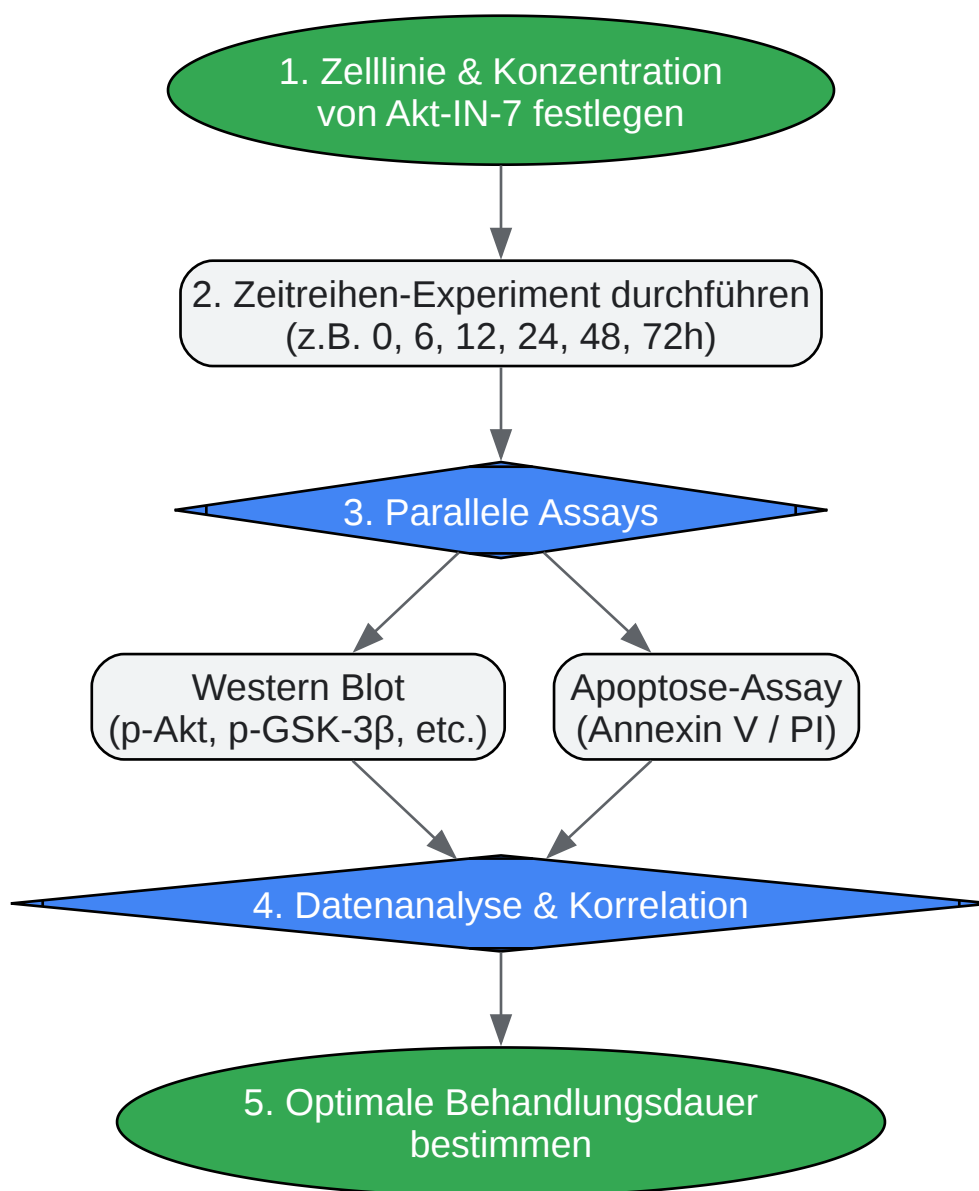 1. Zelllinie & Konzentration
von Akt-IN-7 festlegen
2. Zeitreihen-Experiment durchführen
(z.B. 0, 6, 12, 24, 48, 72h)
3. Parallele Assays
Western Blot
(p-Akt, p-GSK-3β, etc.)
Apoptose-Assay
(Annexin V / PI)
4. Datenanalyse & Korrelation
5. Optimale Behandlungsdauer
bestimmen